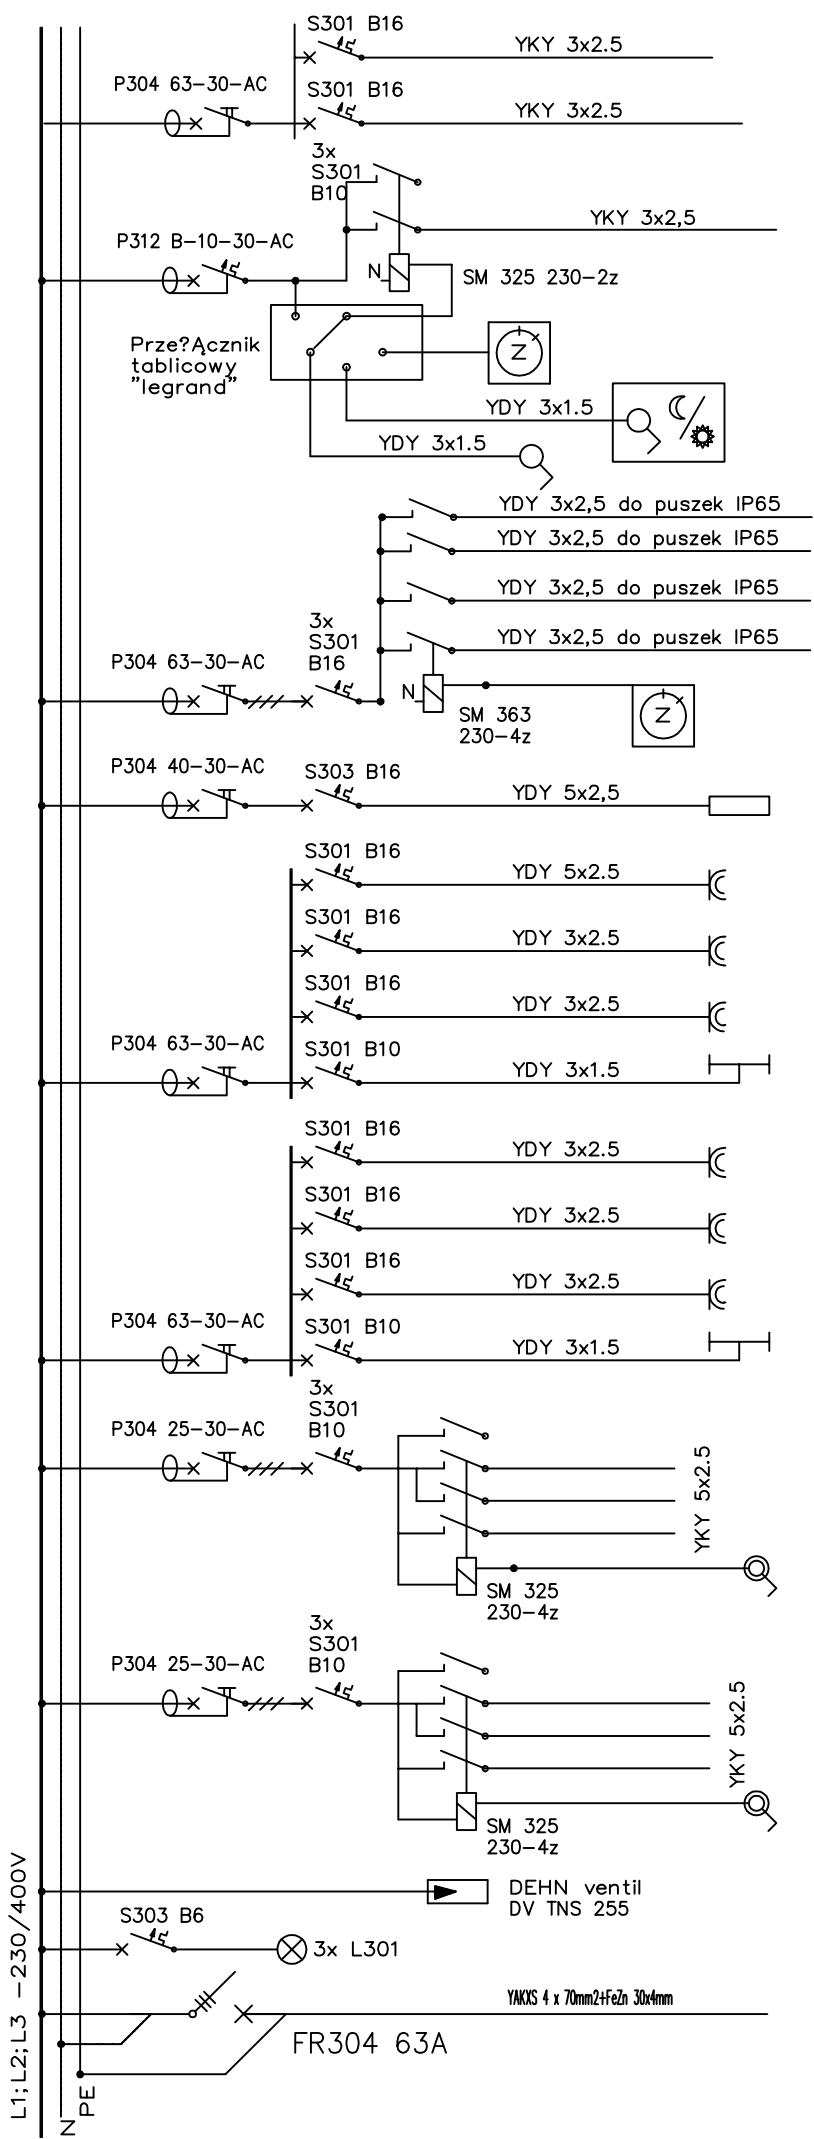 S301 B16
YKY 3x2.5
P304 63-30-AC
S301 B16
YKY 3x2.5
3x
S301
B10
YKY 3x2,5
P312 B-10-30-AC
N
SM 325 230-2z
Prze?Ącznik
tablicowy
"legrand"
Z
YDY 3x1.5
YDY 3x1.5
YDY 3x2,5 do puszek IP65
YDY 3x2,5 do puszek IP65
YDY 3x2,5 do puszek IP65
3x
S301
B16
YDY 3x2,5 do puszek IP65
P304 63-30-AC
N
SM 363
230-4z
Z
P304 40-30-AC
S303 B16
YDY 5x2,5
S301 B16
YDY 5x2.5
S301 B16
YDY 3x2.5
S301 B16
YDY 3x2.5
P304 63-30-AC
S301 B10
YDY 3x1.5
S301 B16
YDY 3x2.5
S301 B16
YDY 3x2.5
S301 B16
YDY 3x2.5
P304 63-30-AC
S301 B10
YDY 3x1.5
3x
S301
B10
P304 25-30-AC
YKY 5x2.5
SM 325
230-4z
3x
S301
B10
P304 25-30-AC
YKY 5x2.5
SM 325
230-4z
DEHN ventil
DV TNS 255
S303 B6
3x L301
YAKXS 4 x 70mm2+FeZn 30x4mm
FR304 63A
L1; L2; L3 -230/400V
N
PE